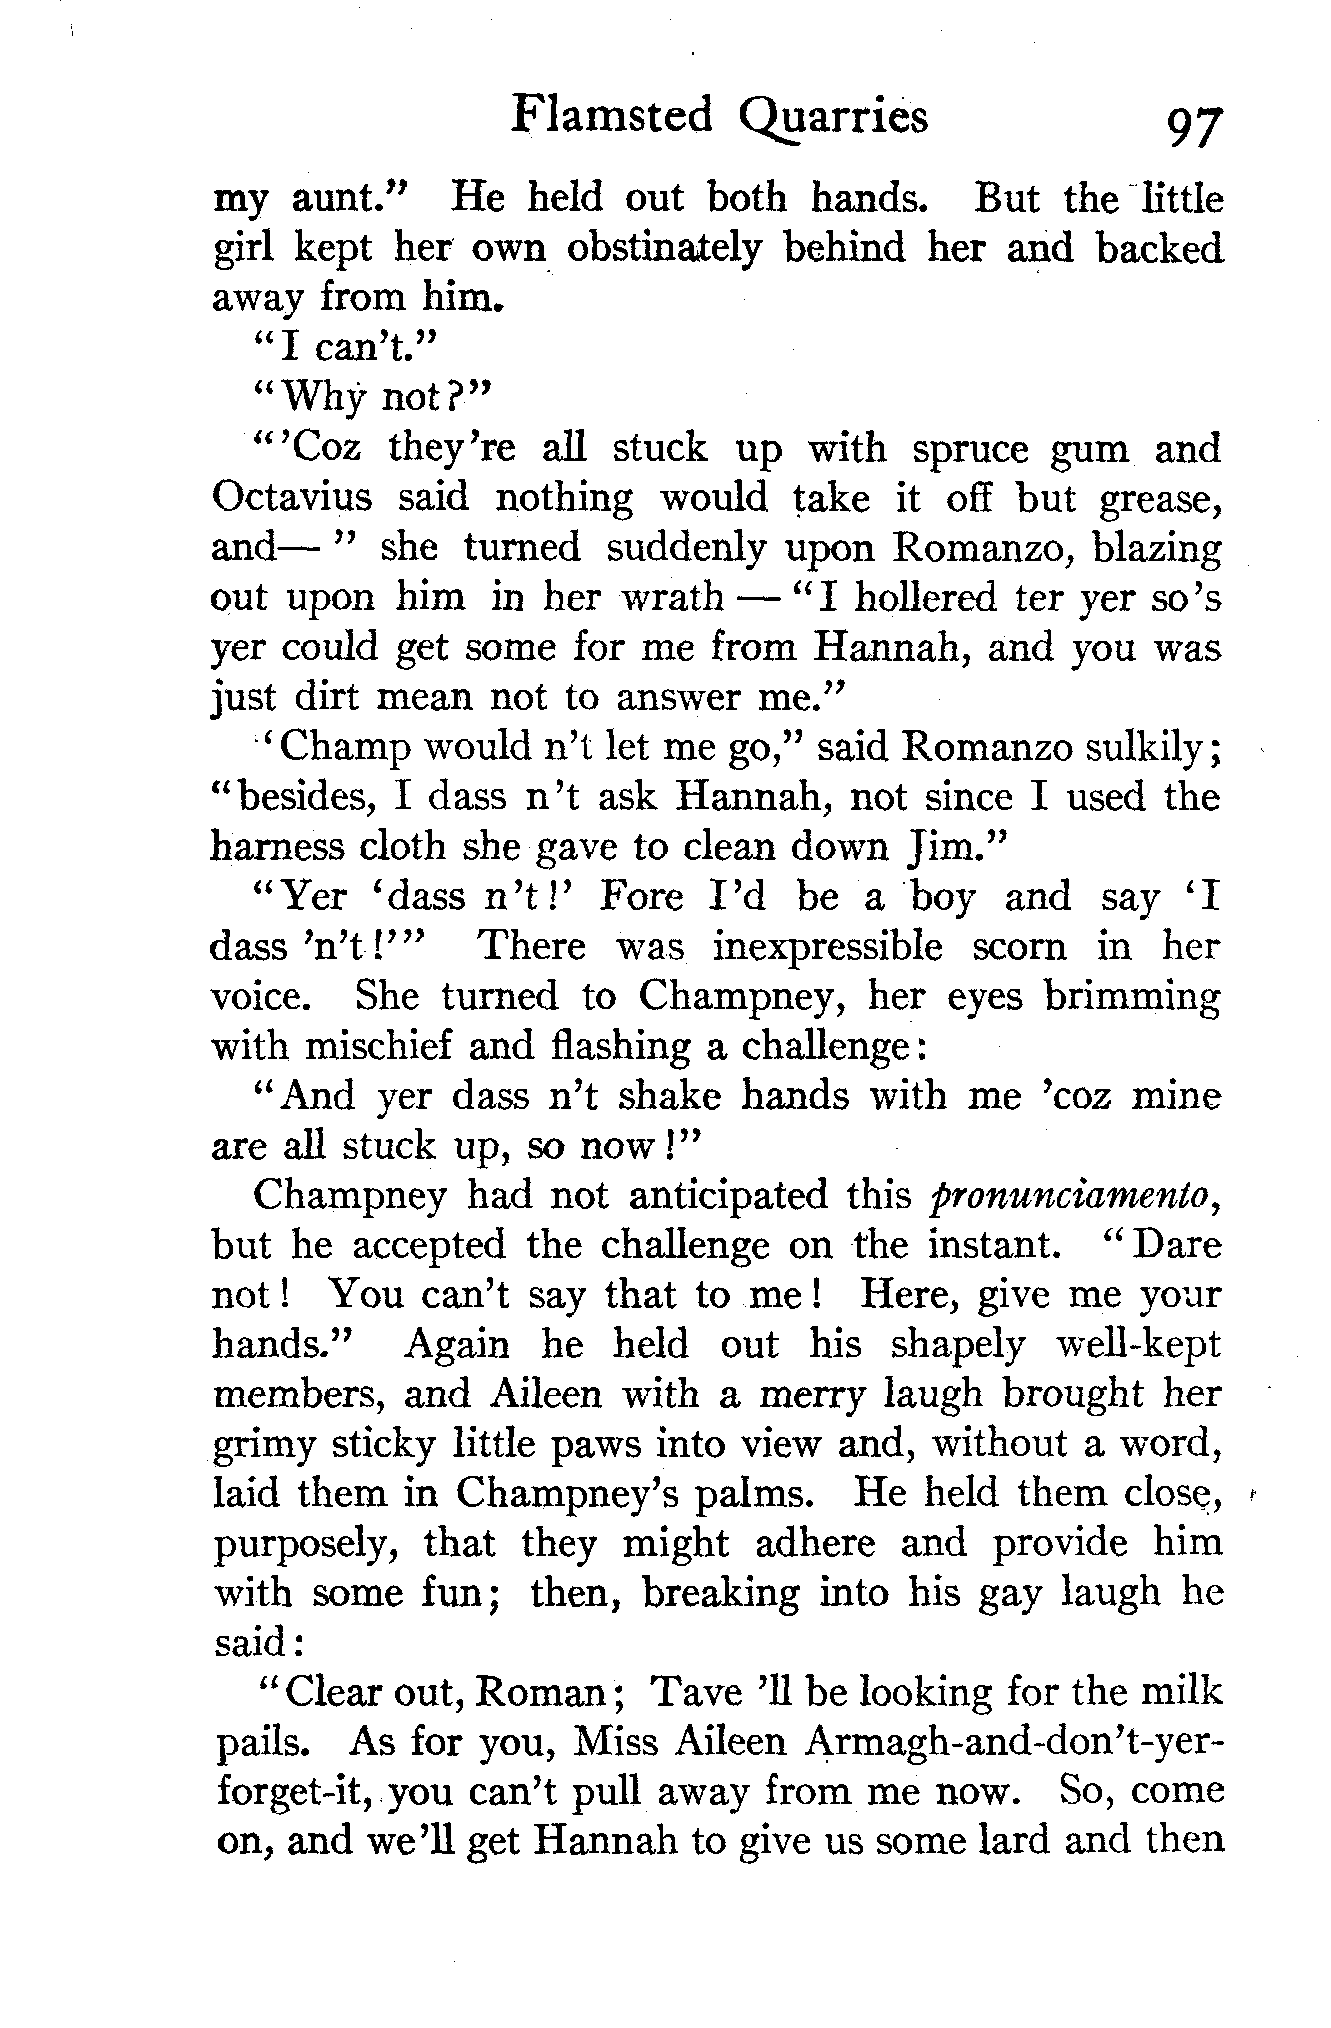 Flamsted Quarries 97
my aunt." He held out both hands. But the little
girl kept her own obstinately behind her and backed
away from him.
"I can't."
"Why not?"
"'Coz they're all stuck up with spruce gum and
Octavius said nothing would take it off but grease,
and— " she turned suddenly upon Romanzo, blazing
out upon him in her wrath — "I hollered ter yer so's
yer could get some for me from Hannah, and you was
just dirt mean not to answer me."
'Champ would n't let me go," said Romanzo sulkily;
"besides, I dass n't ask Hannah, not since I used the
harness cloth she gave to clean down Jim."
"Yer 'dass n't!' Fore I'd be a boy and say 'I
dass 'n't!'" There was inexpressible scorn in her
voice. She turned to Champney, her eyes brimming
with mischief and flashing a challenge:
"And yer dass n't shake hands with me 'coz mine
are all stuck up, so now!"
Champney had not anticipated this pronunciamento,
but he accepted the challenge on the instant. "Dare
not! You can't say that to me! Here, give me your
hands." Again he held out his shapely well-kept
members, and Aileen with a merry laugh brought her
grimy sticky little paws into view and, without a word,
laid them in Champney's palms. He held them close,
purposely, that they might adhere and provide him
with some fun; then, breaking into his gay laugh he
said:
"Clear out, Roman; Tave 'll be looking for the milk
pails. As for you, Miss Aileen Armagh-and-don't-yer-
forget-it, you can't pull away from me now. So, come
on, and we'll get Hannah to give us some lard and then